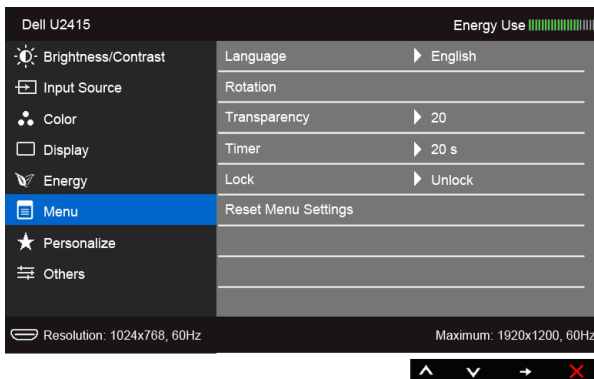 Dell U2415 Energy Use
Brightness/Contrast
Language English
Input Source
Rotation
Color
Transparency 20
Display
Timer 20 s
Energy
Lock Unlock
Menu
Reset Menu Settings
Personalize
Others
Resolution: 1024x768, 60Hz Maximum: 1920x1200, 60Hz